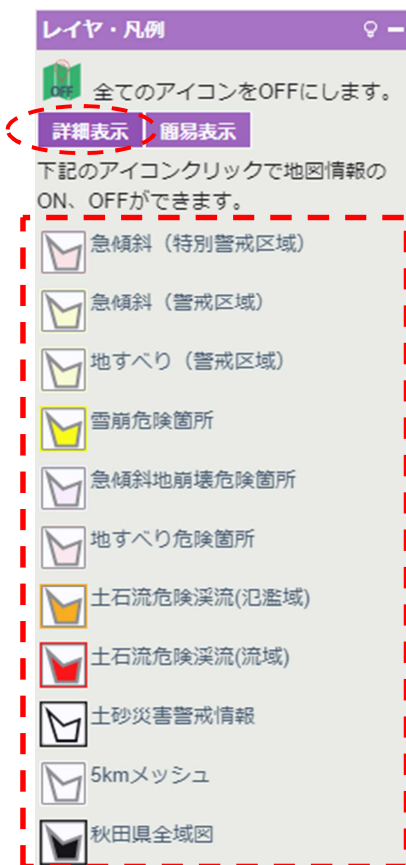 レイヤ・凡例
OFF 全てのアイコンをOFFにします。
詳細表示 簡易表示
下記のアイコンクリックで地図情報の
ON、OFFができます。
急傾斜（特別警戒区域）
急傾斜（警戒区域）
地すべり（警戒区域）
雪崩危険箇所
急傾斜地崩壊危険箇所
地すべり危険箇所
土石流危険渓流(氾濫域)
土石流危険渓流(流域)
土砂災害警戒情報
5kmメッシュ
秋田県全域図